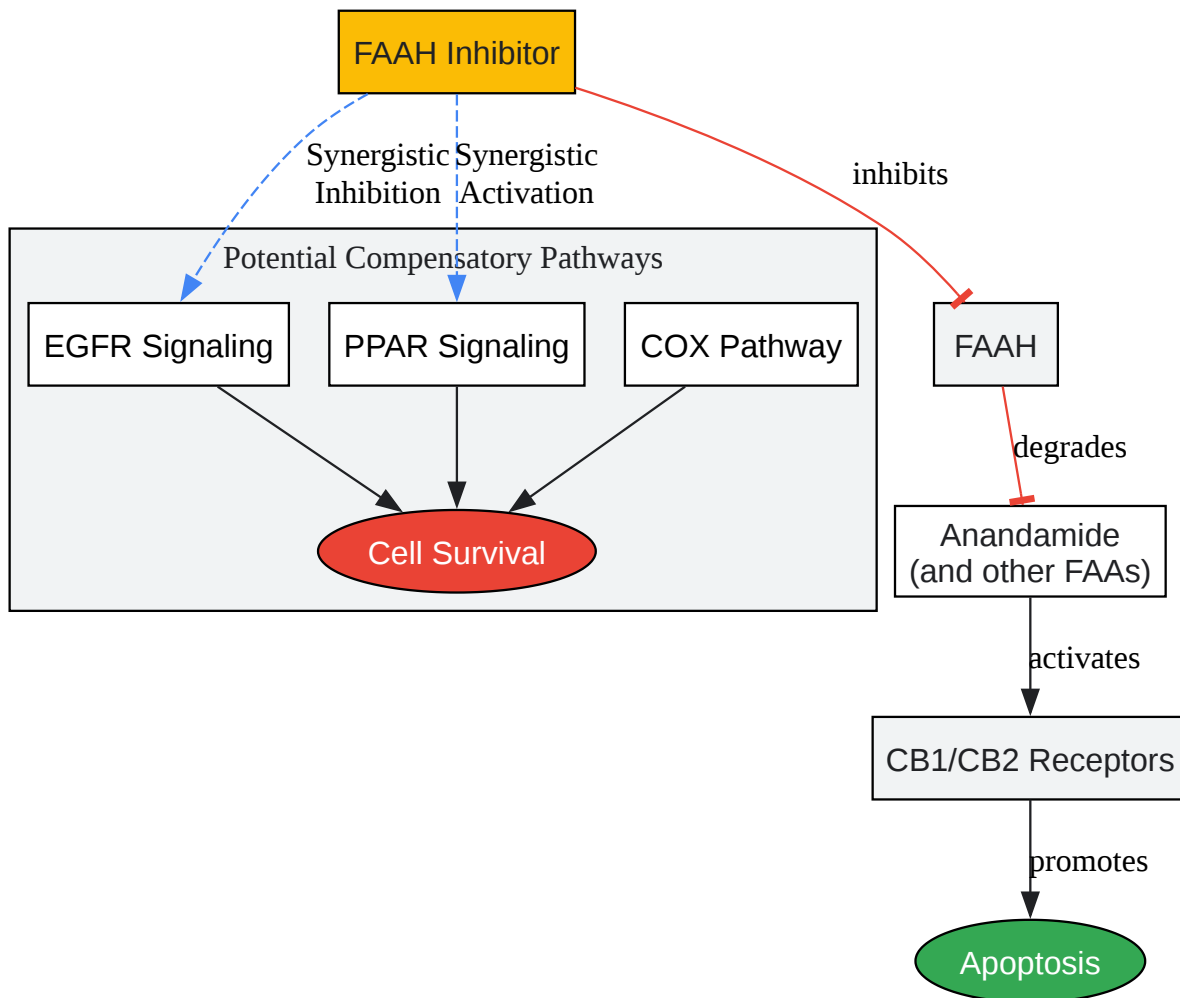 FAAH Inhibitor
Synergistic
Inhibition
Synergistic
Activation
inhibits
Potential Compensatory Pathways
EGFR Signaling
PPAR Signaling
COX Pathway
FAAH
degrades
Cell Survival
Anandamide
(and other FAAs)
activates
CB1/CB2 Receptors
promotes
Apoptosis